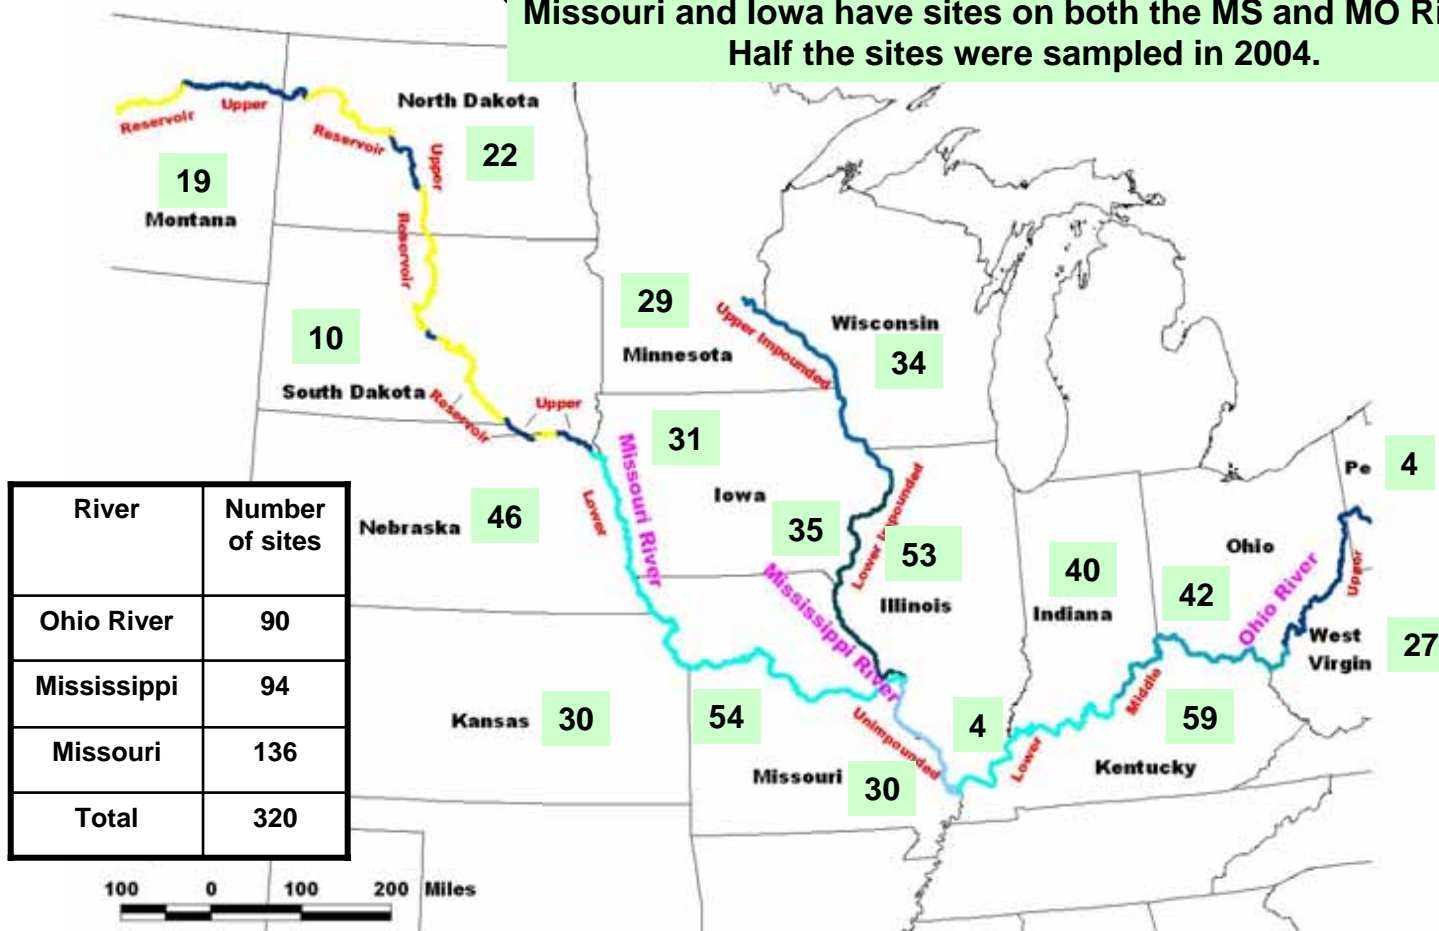 Missouri and Iowa have sites on both the MS and MO Ri
Half the sites were sampled in 2004.
Reservoir
Upper
North Dakota
Reservoir
Upper
22
19
Montana
Reservoir
29
Upper Impounded
Wisconsin
10
Minnesota
34
South Dakota
Reservoir
Upper
31
Missouri River
Iowa
Lower
Nebraska
46
35
Lower Impounded
53
Illinois
Mississippi River
40
Indiana
Ohio
42
Ohio River
Pe
4
Upper
West
Virgin
27
Kansas
30
54
Unimpounded
4
Lower
Middle
59
Kentucky
Missouri
30
River
Number
of sites
Ohio River
90
Mississippi
94
Missouri
136
Total
320
100
0
100
200 Miles